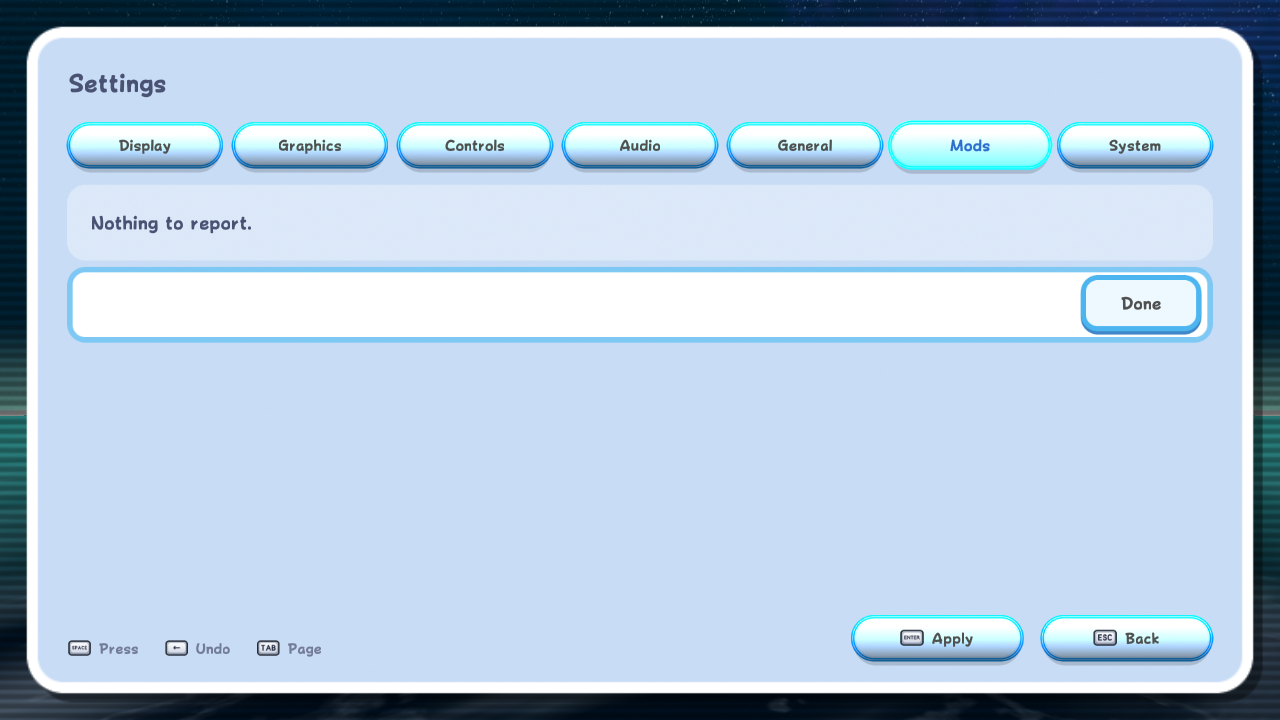 Settings
Display Graphics Controls Audio General Mods System
Nothing to report.
Done
SPACE Press ← Undo TAB Page ENTER Apply ESC Back